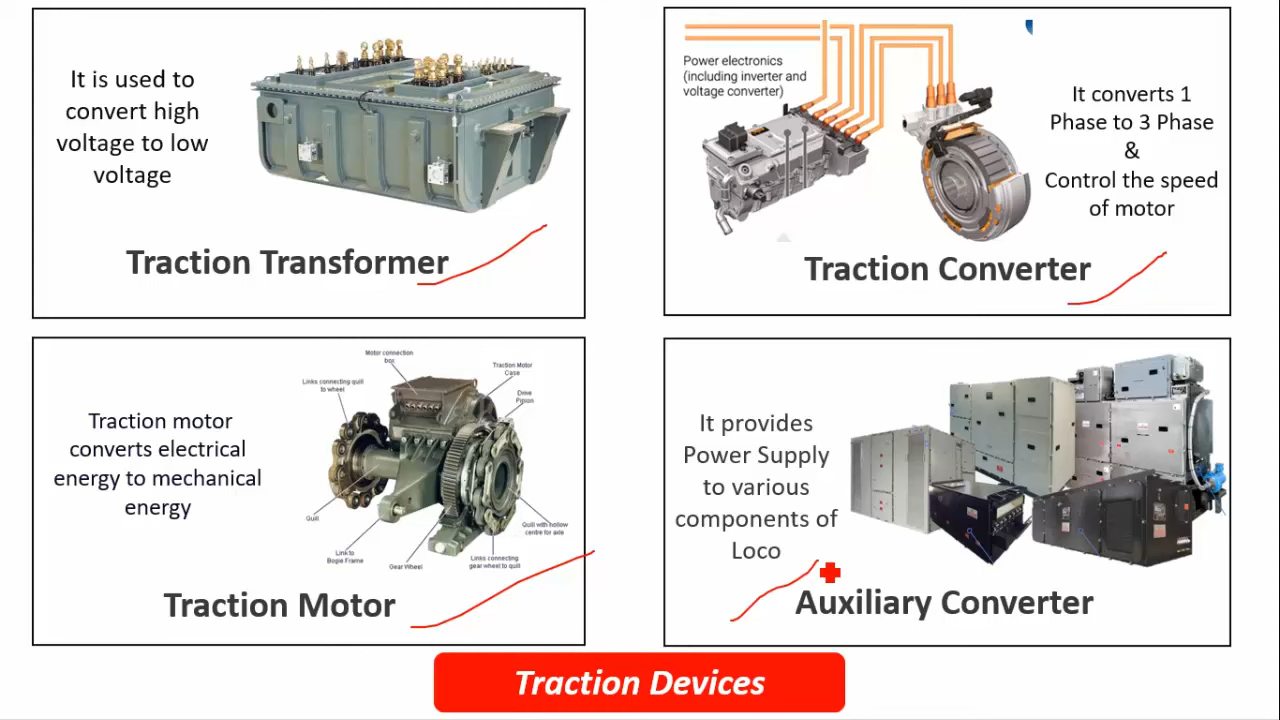 It is used to
convert high
voltage to low
voltage
Traction Transformer
Power electronics
(including inverter and
voltage converter)
It converts 1
Phase to 3 Phase
&
Control the speed
of motor
Traction Converter
Traction motor
converts electrical
energy to mechanical
energy
Motor connection
box
Links connecting quill
to wheel
Traction Motor
Case
Drive
Pinion
Quill
Link to
Bogie Frame
Gear Wheel
Links connecting
gear wheel to quill
Quill with hollow
centre for axle
Traction Motor
It provides
Power Supply
to various
components of
Loco
Auxiliary Converter
Traction Devices